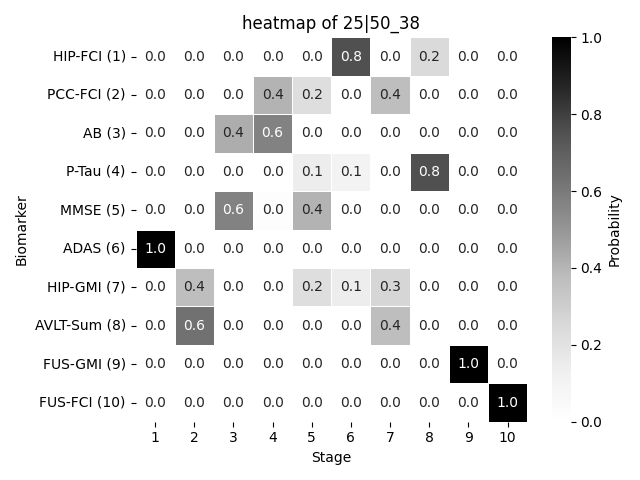 heatmap of 25|50_38
HIP-FCI (1) 0.0 0.0 0.0 0.0 0.0 0.8 0.0 0.2 0.0 0.0
PCC-FCI (2) 0.0 0.0 0.0 0.4 0.2 0.0 0.4 0.0 0.0 0.0
AB (3) 0.0 0.0 0.4 0.6 0.0 0.0 0.0 0.0 0.0 0.0
P-Tau (4) 0.0 0.0 0.0 0.0 0.1 0.1 0.0 0.8 0.0 0.0
MMSE (5) 0.0 0.0 0.6 0.0 0.4 0.0 0.0 0.0 0.0 0.0
ADAS (6) 1.0 0.0 0.0 0.0 0.0 0.0 0.0 0.0 0.0 0.0
HIP-GMI (7) 0.0 0.4 0.0 0.0 0.2 0.1 0.3 0.0 0.0 0.0
AVLT-Sum (8) 0.0 0.6 0.0 0.0 0.0 0.0 0.4 0.0 0.0 0.0
FUS-GMI (9) 0.0 0.0 0.0 0.0 0.0 0.0 0.0 0.0 1.0 0.0
FUS-FCI (10) 0.0 0.0 0.0 0.0 0.0 0.0 0.0 0.0 0.0 1.0
1 2 3 4 5 6 7 8 9 10
Stage
Biomarker
1.0
0.8
0.6
0.4
0.2
0.0
Probability